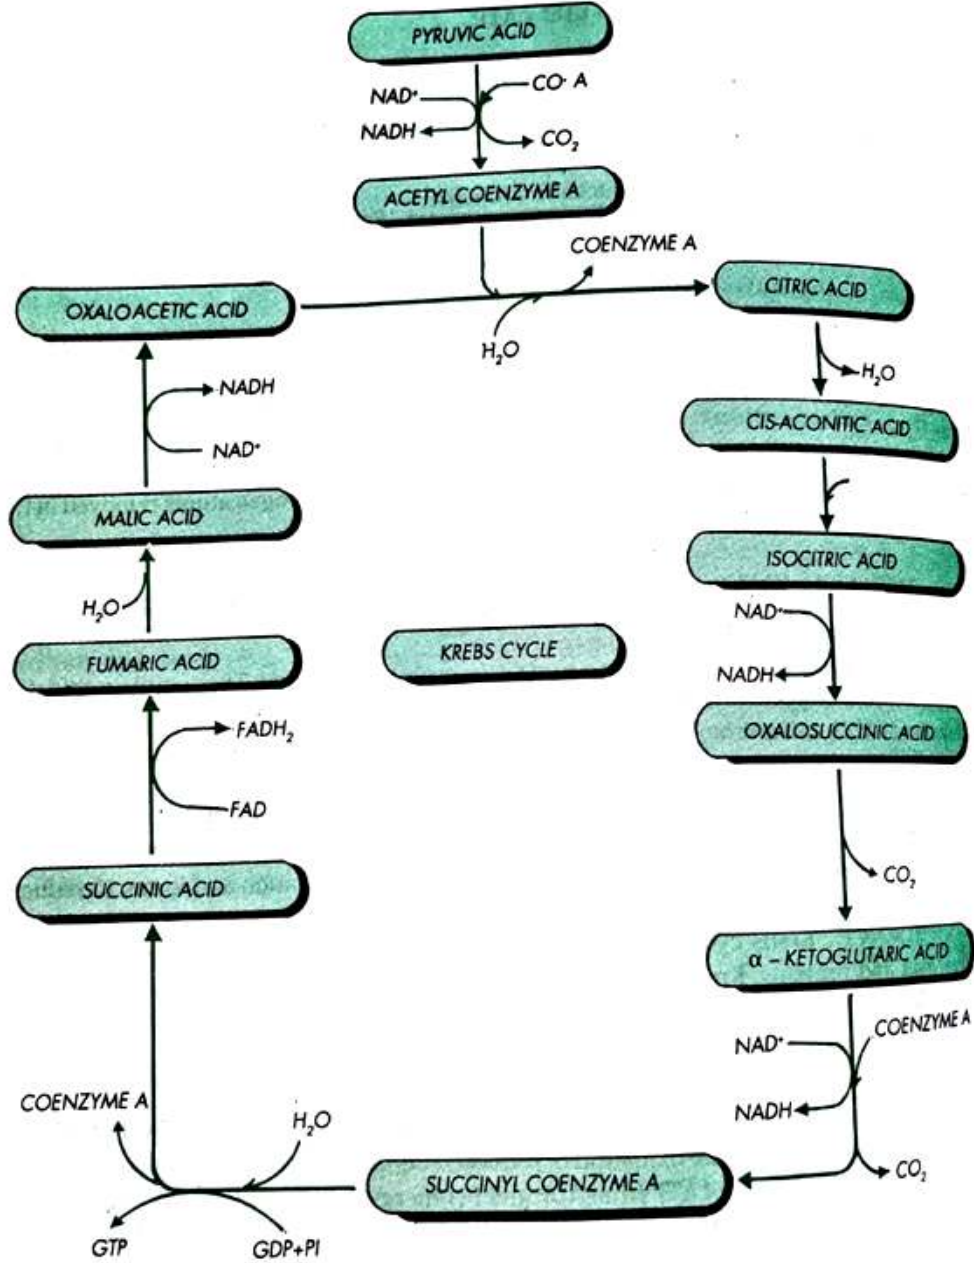 PYRUVIC ACID
NAD⁺
CO· A
NADH
CO₂
ACETYL COENZYME A
COENZYME A
OXALOACETIC ACID
CITRIC ACID
H₂O
H₂O
NADH
CIS-ACONITIC ACID
NAD⁺
MALIC ACID
ISOCITRIC ACID
H₂O
NAD⁺
FUMARIC ACID
KREBS CYCLE
NADH
FADH₂
OXALOSUCCINIC ACID
FAD
CO₂
SUCCINIC ACID
α – KETOGLUTARIC ACID
COENZYME A
NAD⁺
COENZYME A
NADH
H₂O
CO₂
SUCCINYL COENZYME A
GTP
GDP+PI